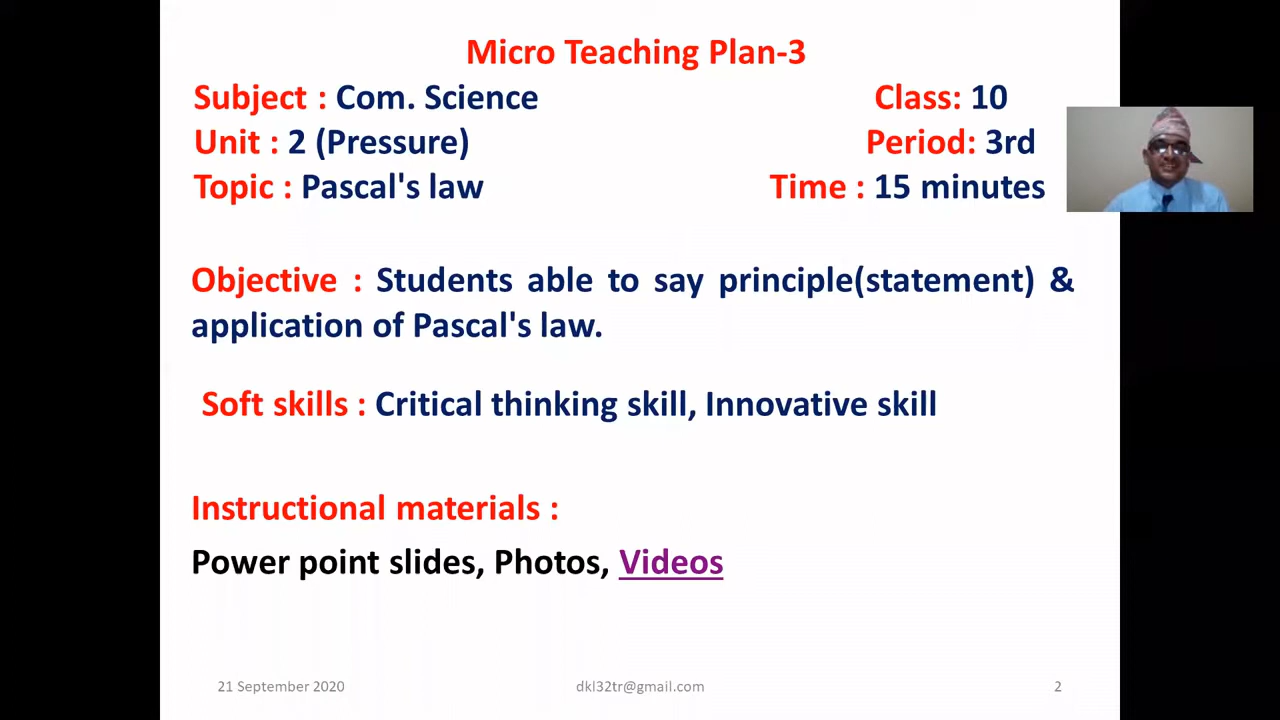 Micro Teaching Plan-3
Subject : Com. Science Class: 10
Unit : 2 (Pressure) Period: 3rd
Topic : Pascal's law Time : 15 minutes
Objective : Students able to say principle(statement) &
application of Pascal's law.
Soft skills : Critical thinking skill, Innovative skill
Instructional materials :
Power point slides, Photos, Videos
21 September 2020 dkl32tr@gmail.com 2